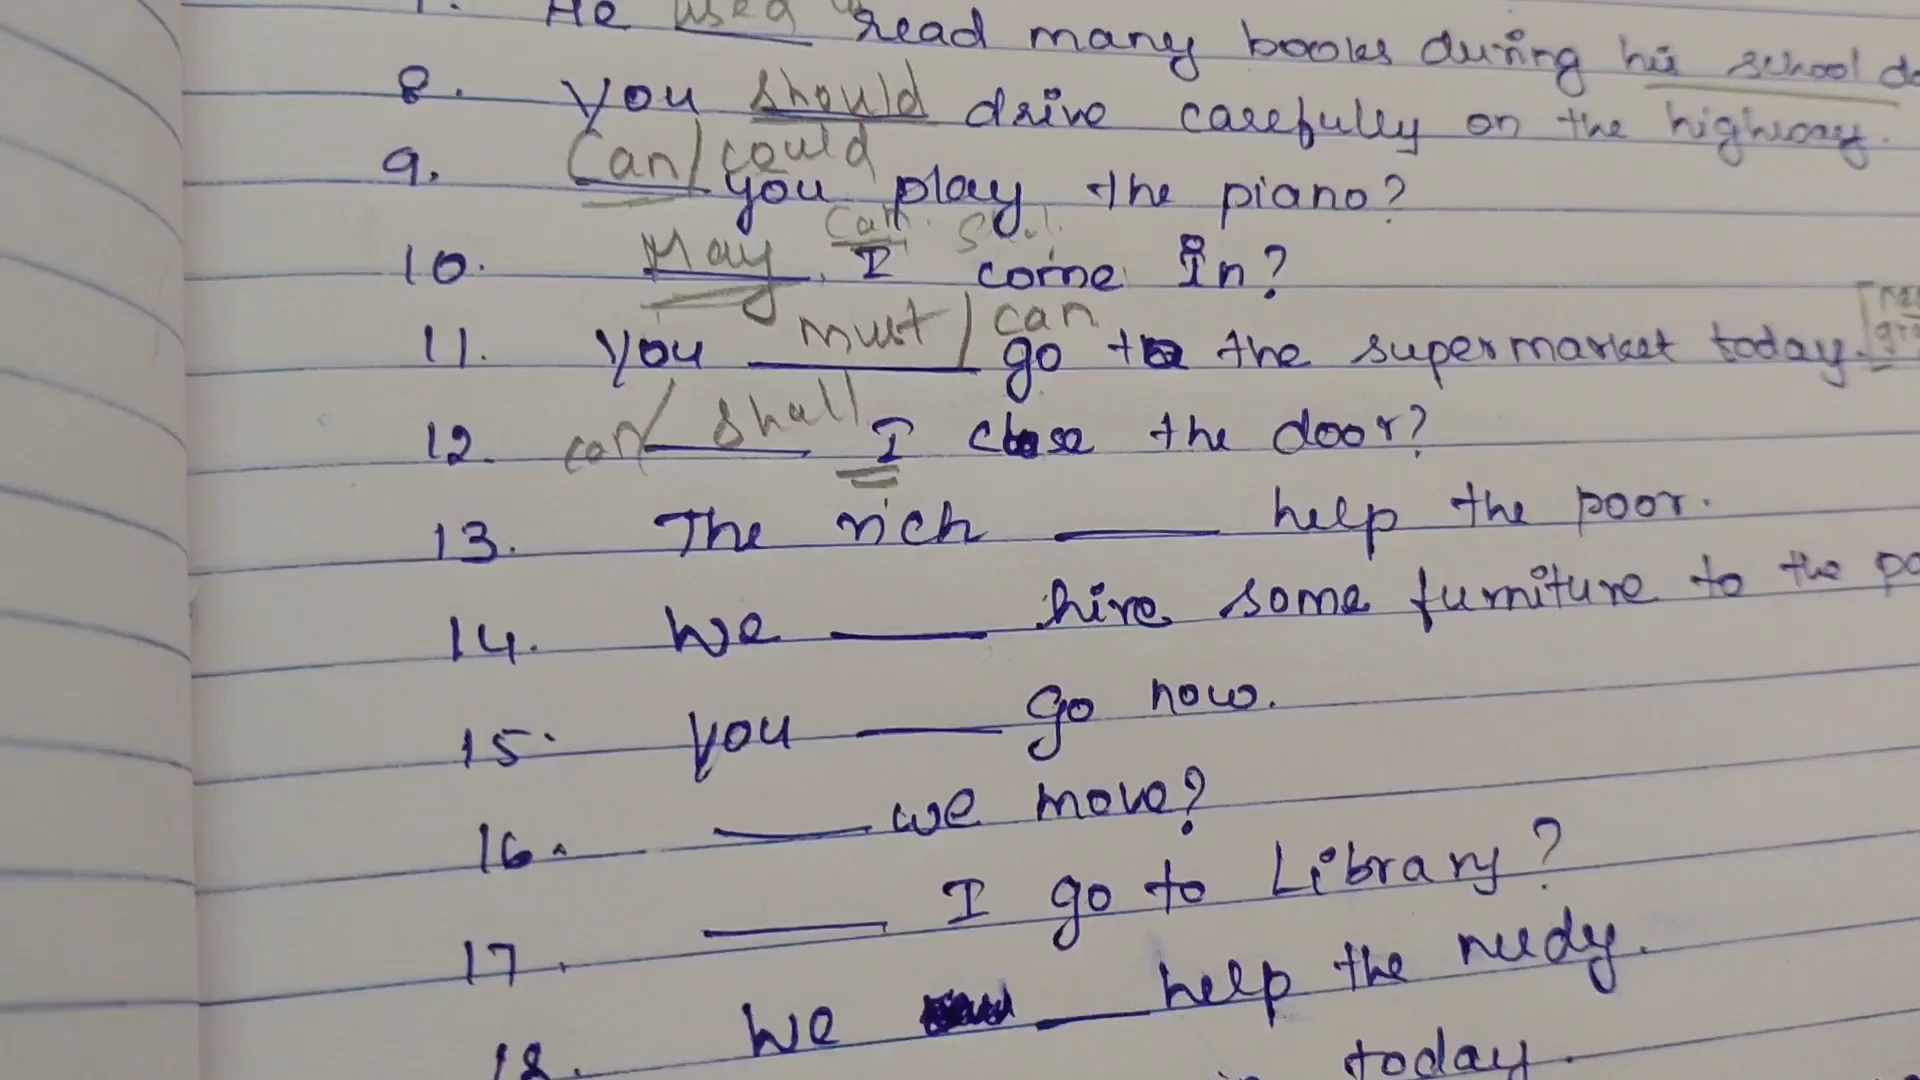 7. He used to read many books during his school
8. You should drive carefully on the highway.
9. Can/could you play the piano?
Can
10. May I come In?
11. You must/can go to the supermarket today.
12. can/shall I close the door?
13. The rich ____ help the poor.
14. We ____ hire some furniture to the
15. You ____ go now.
16. ____ we move?
17. ____ I go to Library?
18. We ____ help the needy.
today.